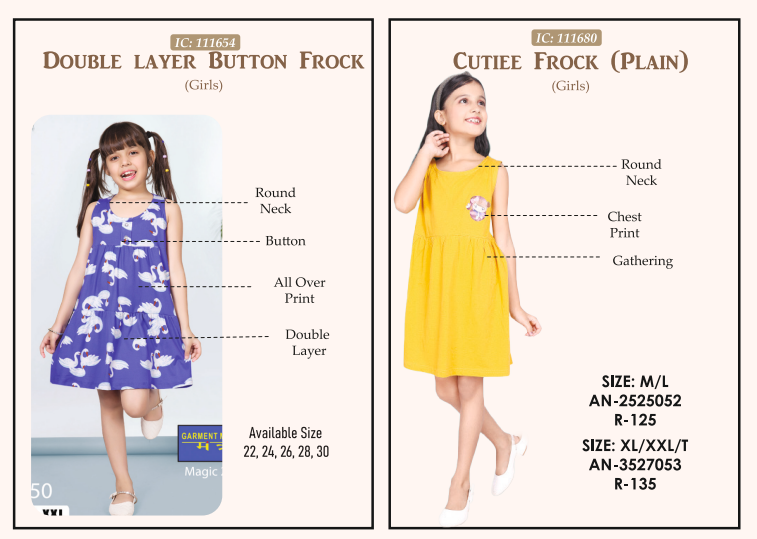 IC: 111654
DOUBLE LAYER BUTTON FROCK
(Girls)
Round
Neck
Button
All Over
Print
Double
Layer
Available Size
22, 24, 26, 28, 30
GARMENT
Magic
50
XXL
IC: 111680
CUTIEE FROCK (PLAIN)
(Girls)
Round
Neck
Chest
Print
Gathering
SIZE: M/L
AN-2525052
R-125
SIZE: XL/XXL/T
AN-3527053
R-135